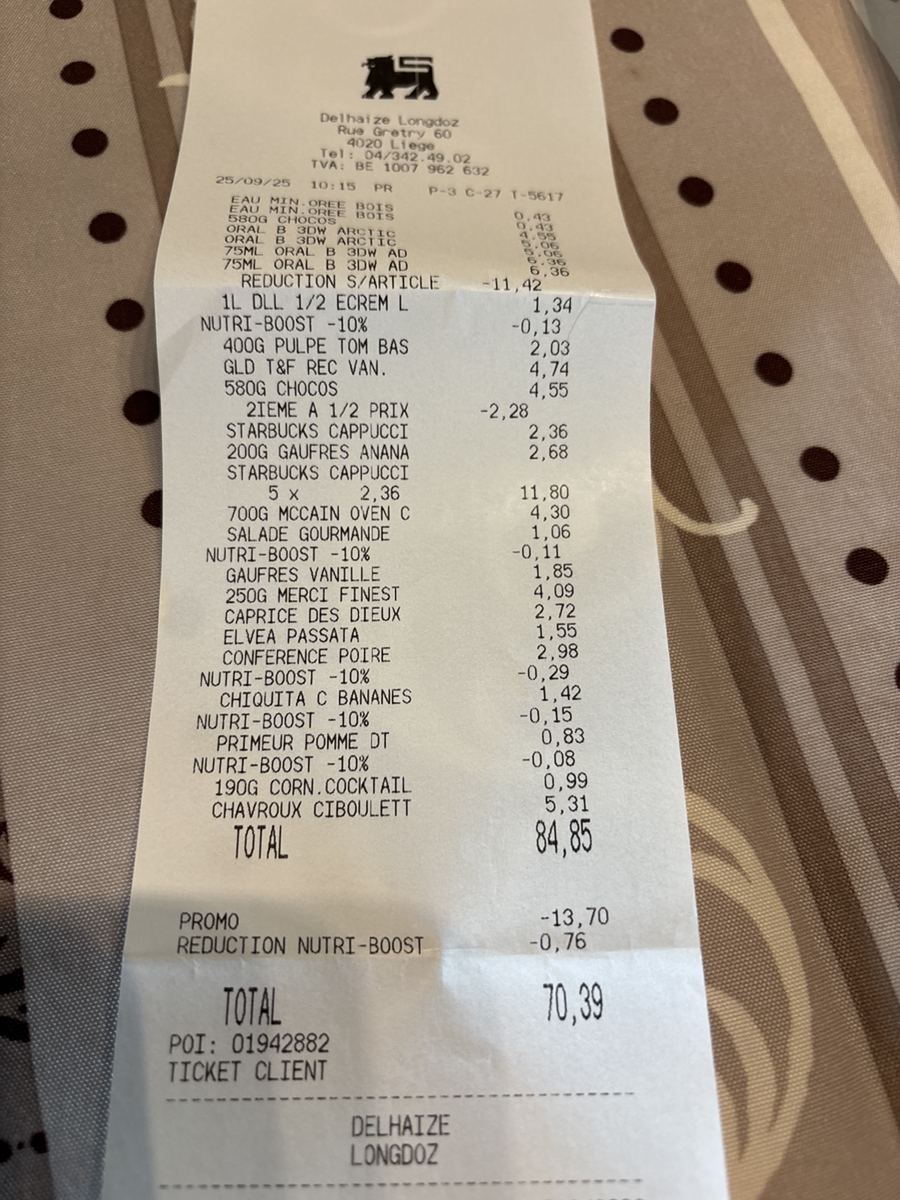 Delhaize Longdoz
Rue Gretry 60
4020 Liege
Tel: 04/342.49.02
TVA: BE 1007 962 632
25/09/25 10:15 PR P-3 C-27 T-5617
EAU MIN.OREE BOIS 0,43
EAU MIN.OREE BOIS 0,43
580G CHOCOS 4,55
ORAL B 3DW ARCTIC 5,06
ORAL B 3DW ARCTIC 5,06
75ML ORAL B 3DW AD 6,36
75ML ORAL B 3DW AD 6,36
REDUCTION S/ARTICLE -11,42
1L DLL 1/2 ECREM L 1,34
NUTRI-BOOST -10% -0,13
400G PULPE TOM BAS 2,03
GLD T&F REC VAN. 4,74
580G CHOCOS 4,55
2IEME A 1/2 PRIX -2,28
STARBUCKS CAPPUCCI 2,36
200G GAUFRES ANANA 2,68
STARBUCKS CAPPUCCI
5 x 2,36 11,80
700G MCCAIN OVEN C 4,30
SALADE GOURMANDE 1,06
NUTRI-BOOST -10% -0,11
GAUFRES VANILLE 1,85
250G MERCI FINEST 4,09
CAPRICE DES DIEUX 2,72
ELVEA PASSATA 1,55
CONFERENCE POIRE 2,98
NUTRI-BOOST -10% -0,29
CHIQUITA C BANANES 1,42
NUTRI-BOOST -10% -0,15
PRIMEUR POMME DT 0,83
NUTRI-BOOST -10% -0,08
190G CORN.COCKTAIL 0,99
CHAVROUX CIBOULETT 5,31
TOTAL 84,85
PROMO -13,70
REDUCTION NUTRI-BOOST -0,76
TOTAL 70,39
POI: 01942882
TICKET CLIENT
DELHAIZE
LONGDOZ